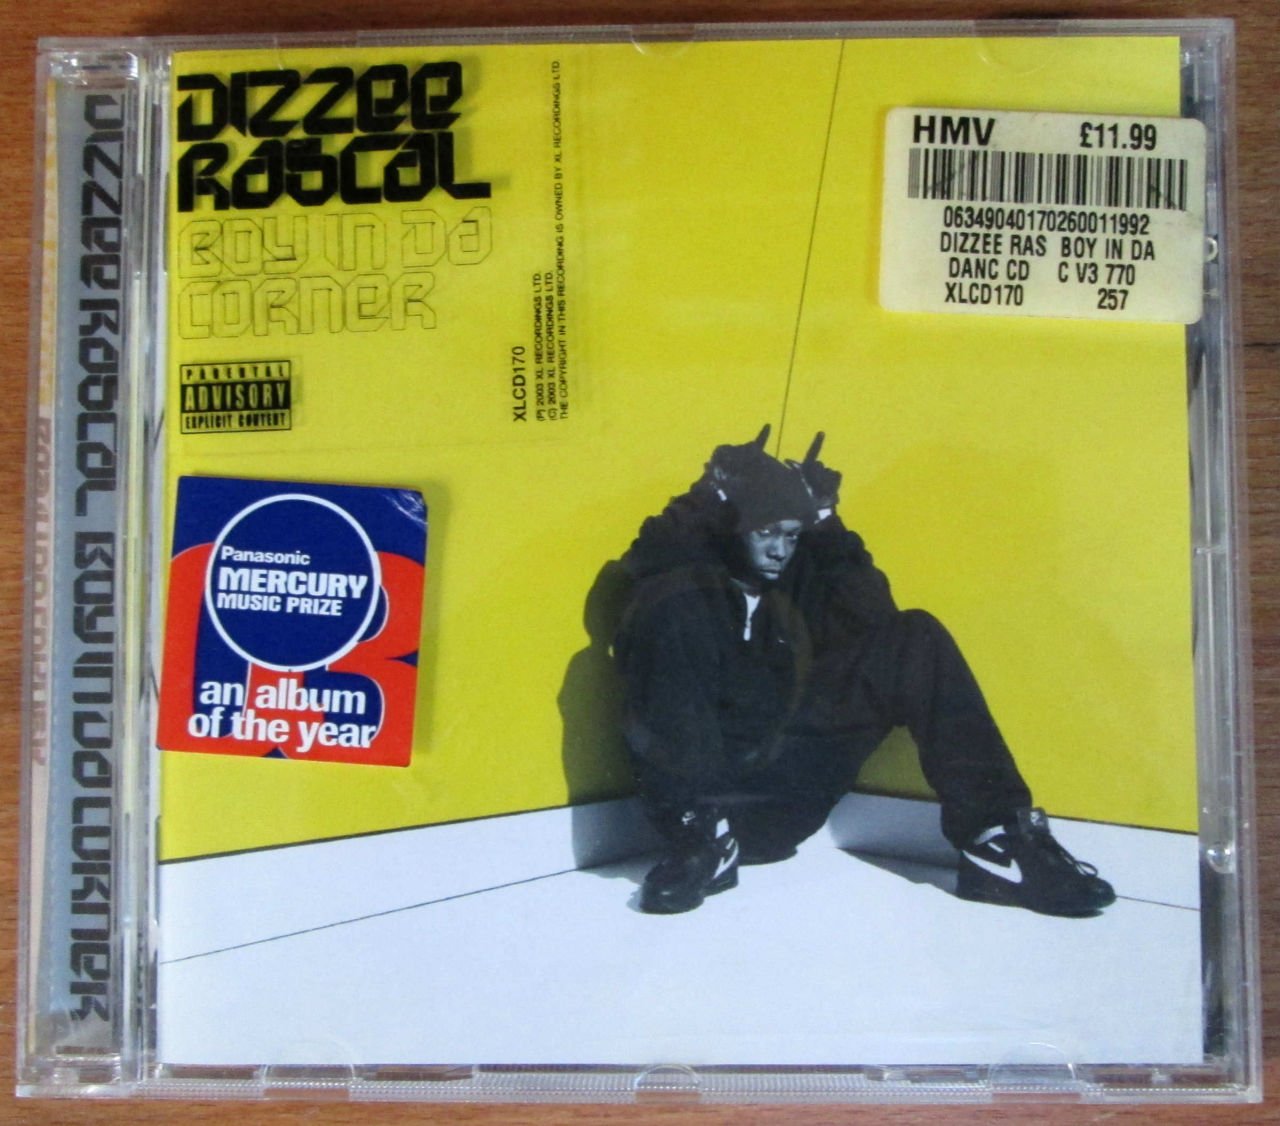 DIZZEE
RASCAL
BOY IN DA
CORNER
PARENTAL
ADVISORY
EXPLICIT CONTENT
XLCD170
(P) 2003 XL RECORDINGS LTD.
(C) 2003 XL RECORDINGS LTD.
THE COPYRIGHT IN THIS RECORDING IS OWNED BY XL RECORDINGS LTD.
HMV £11.99
06349040170260011992
DIZZEE RAS BOY IN DA
DANC CD C V3 770
XLCD170 257
Panasonic
MERCURY
MUSIC PRIZE
an album
of the year
DIZZEE RASCAL BOY IN DA CORNER